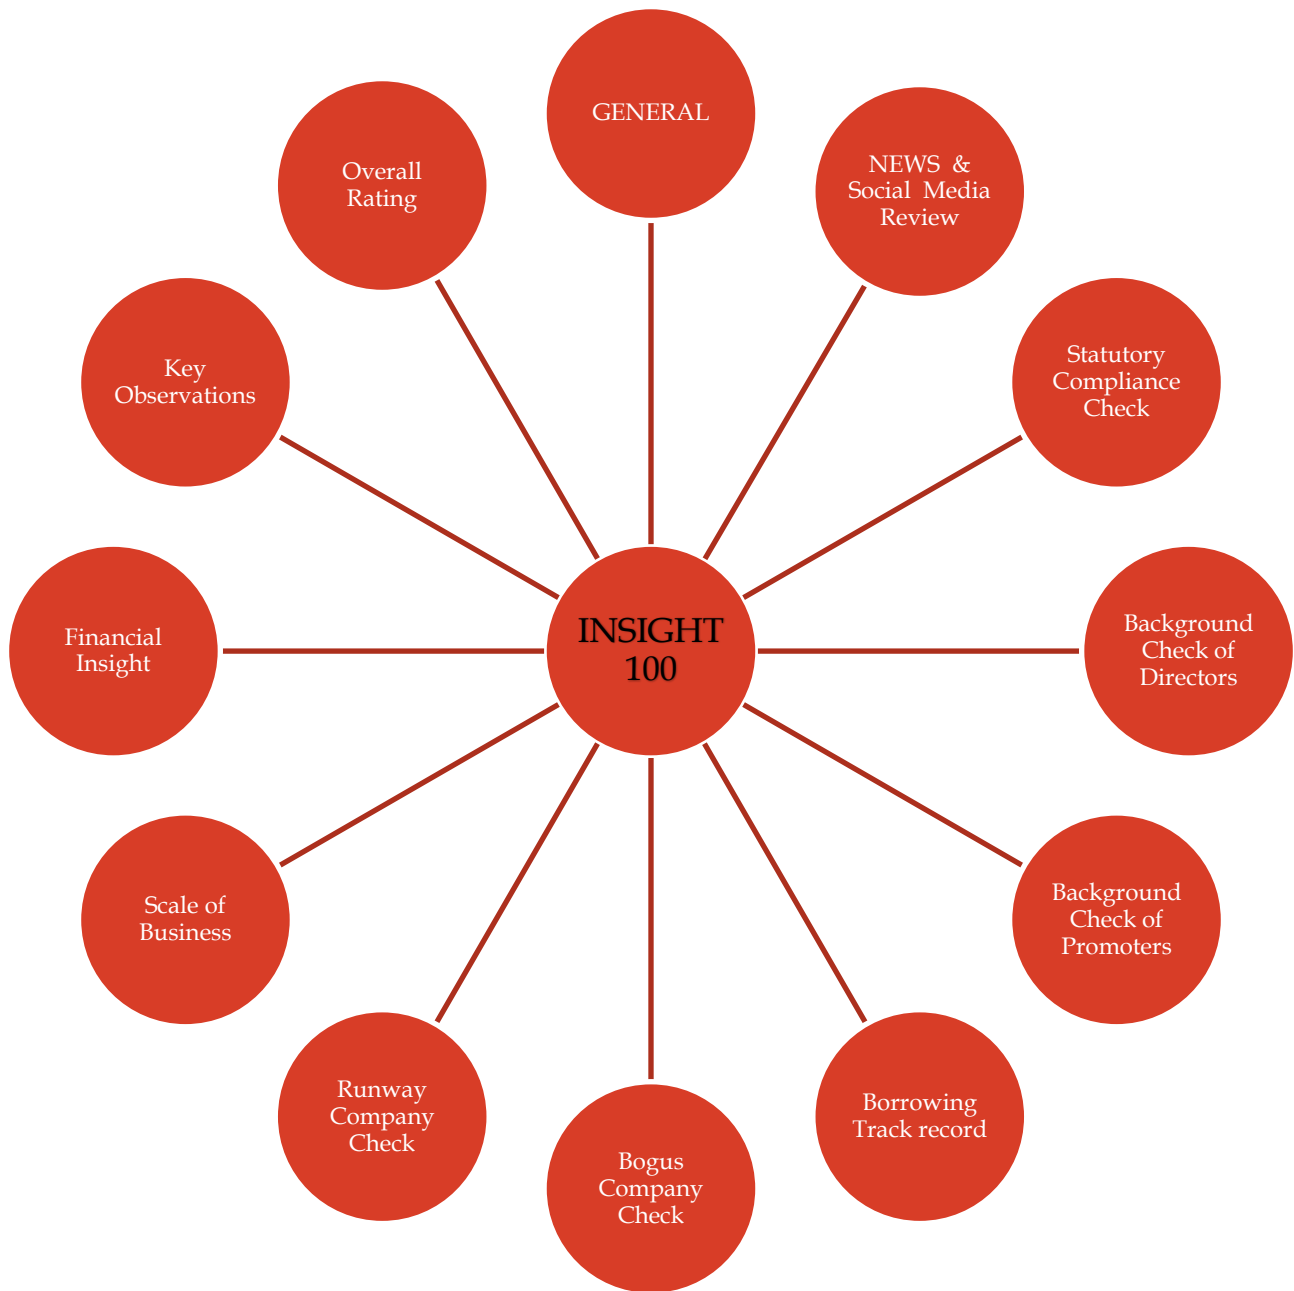 GENERAL
NEWS &
Social Media
Review
Statutory
Compliance
Check
Background
Check of
Directors
Background
Check of
Promoters
Borrowing
Track record
Bogus
Company
Check
Runway
Company
Check
Scale of
Business
Financial
Insight
Key
Observations
Overall
Rating
INSIGHT
100